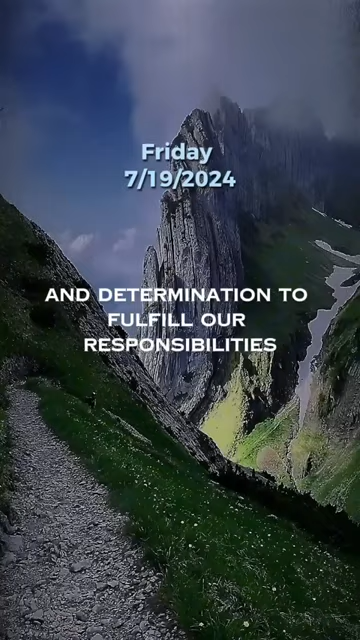 Friday
7/19/2024
AND DETERMINATION TO
FULFILL OUR
RESPONSIBILITIES